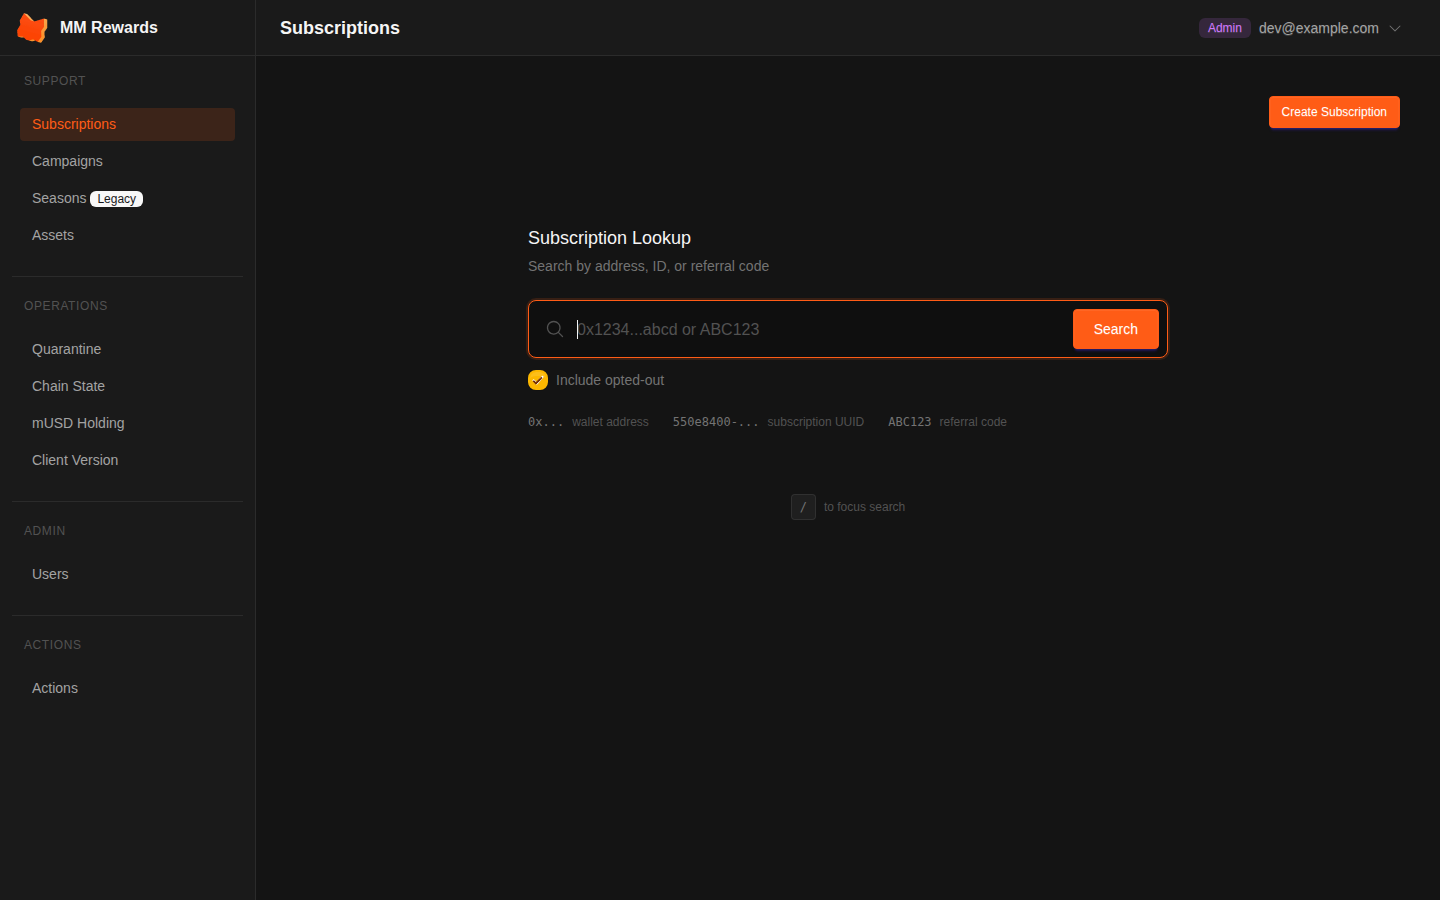 MM Rewards
Subscriptions
Admin dev@example.com
SUPPORT
Subscriptions
Campaigns
Seasons Legacy
Assets
OPERATIONS
Quarantine
Chain State
mUSD Holding
Client Version
ADMIN
Users
ACTIONS
Actions
Create Subscription
Subscription Lookup
Search by address, ID, or referral code
0x1234...abcd or ABC123 Search
Include opted-out
0x... wallet address 550e8400-... subscription UUID ABC123 referral code
/ to focus search